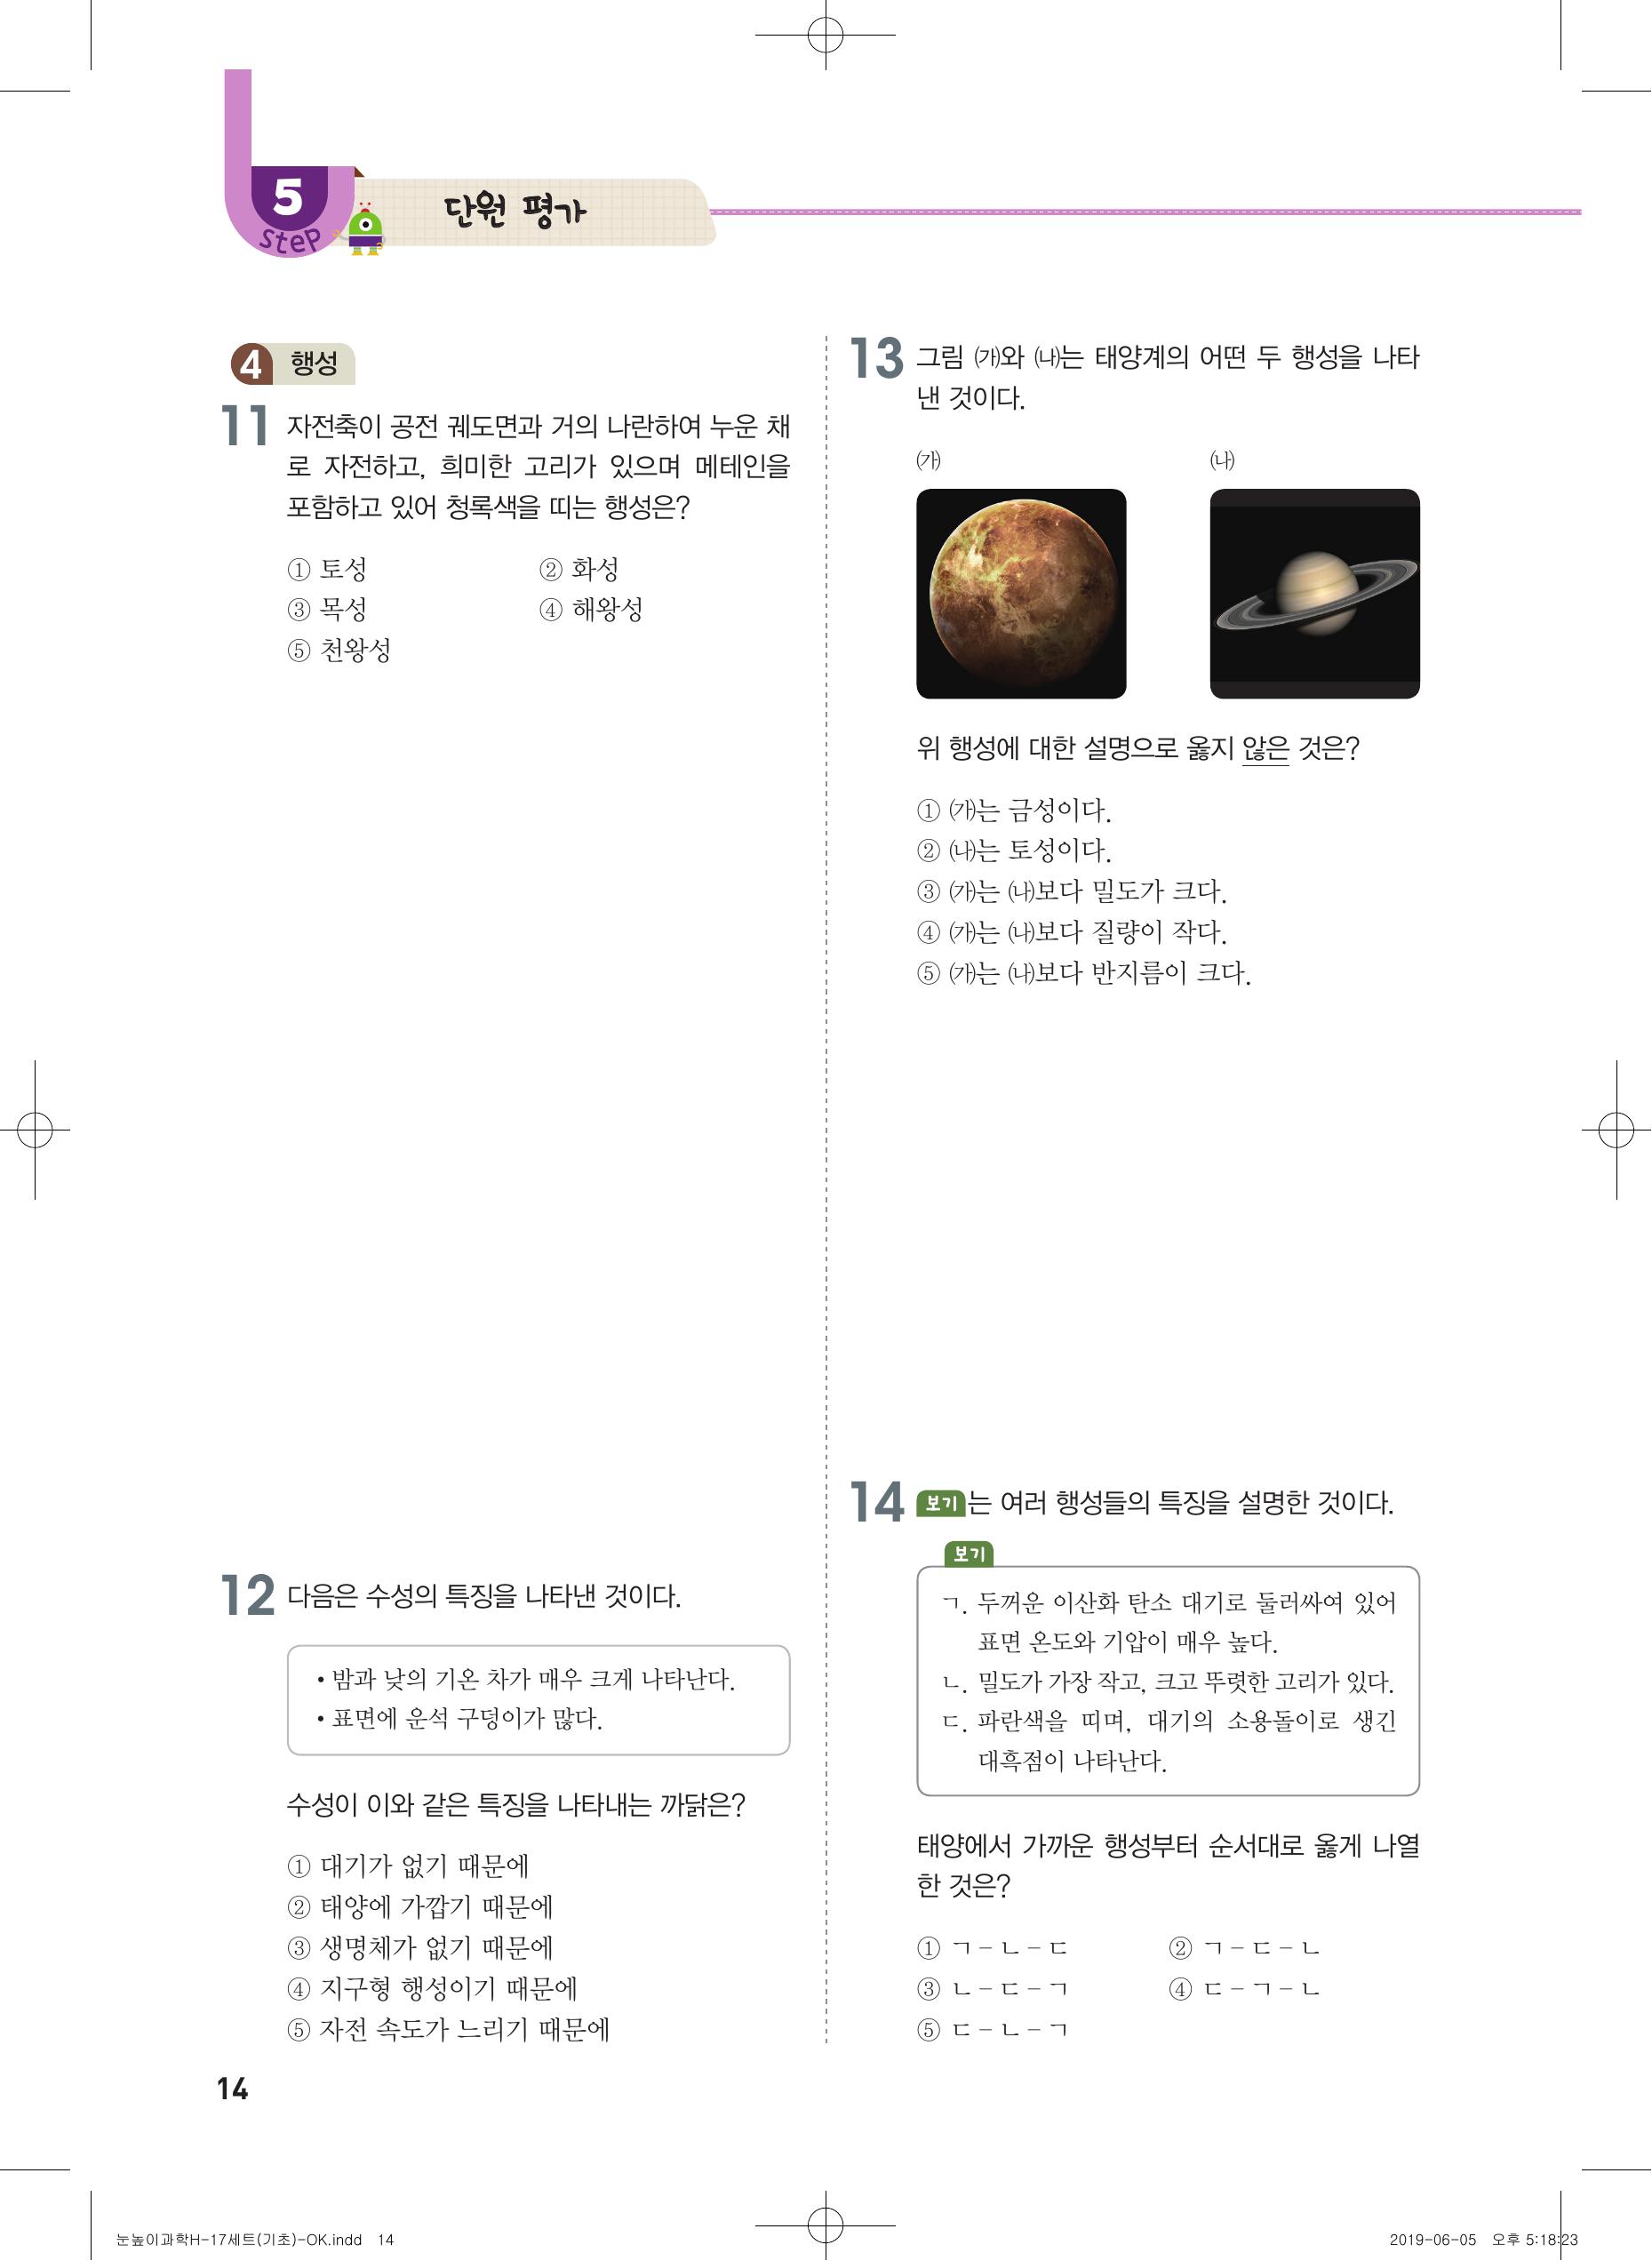 5
step
단원 평가
4 행성
11 자전축이 공전 궤도면과 거의 나란하여 누운 채
로 자전하고, 희미한 고리가 있으며 메테인을
포함하고 있어 청록색을 띠는 행성은?
① 토성 ② 화성
③ 목성 ④ 해왕성
⑤ 천왕성
12 다음은 수성의 특징을 나타낸 것이다.
• 밤과 낮의 기온 차가 매우 크게 나타난다.
• 표면에 운석 구덩이가 많다.
수성이 이와 같은 특징을 나타내는 까닭은?
① 대기가 없기 때문에
② 태양에 가깝기 때문에
③ 생명체가 없기 때문에
④ 지구형 행성이기 때문에
⑤ 자전 속도가 느리기 때문에
13 그림 ㈎와 ㈏는 태양계의 어떤 두 행성을 나타
낸 것이다.
㈎ ㈏
위 행성에 대한 설명으로 옳지 않은 것은?
① ㈎는 금성이다.
② ㈏는 토성이다.
③ ㈎는 ㈏보다 밀도가 크다.
④ ㈎는 ㈏보다 질량이 작다.
⑤ ㈎는 ㈏보다 반지름이 크다.
14 보기는 여러 행성들의 특징을 설명한 것이다.
보기
ㄱ. 두꺼운 이산화 탄소 대기로 둘러싸여 있어
표면 온도와 기압이 매우 높다.
ㄴ. 밀도가 가장 작고, 크고 뚜렷한 고리가 있다.
ㄷ. 파란색을 띠며, 대기의 소용돌이로 생긴
대흑점이 나타난다.
태양에서 가까운 행성부터 순서대로 옳게 나열
한 것은?
① ㄱ – ㄴ – ㄷ ② ㄱ – ㄷ – ㄴ
③ ㄴ – ㄷ – ㄱ ④ ㄷ – ㄱ – ㄴ
⑤ ㄷ – ㄴ – ㄱ
14
눈높이과학H-17세트(기초)-OK.indd 14 2019-06-05 오후 5:18:23